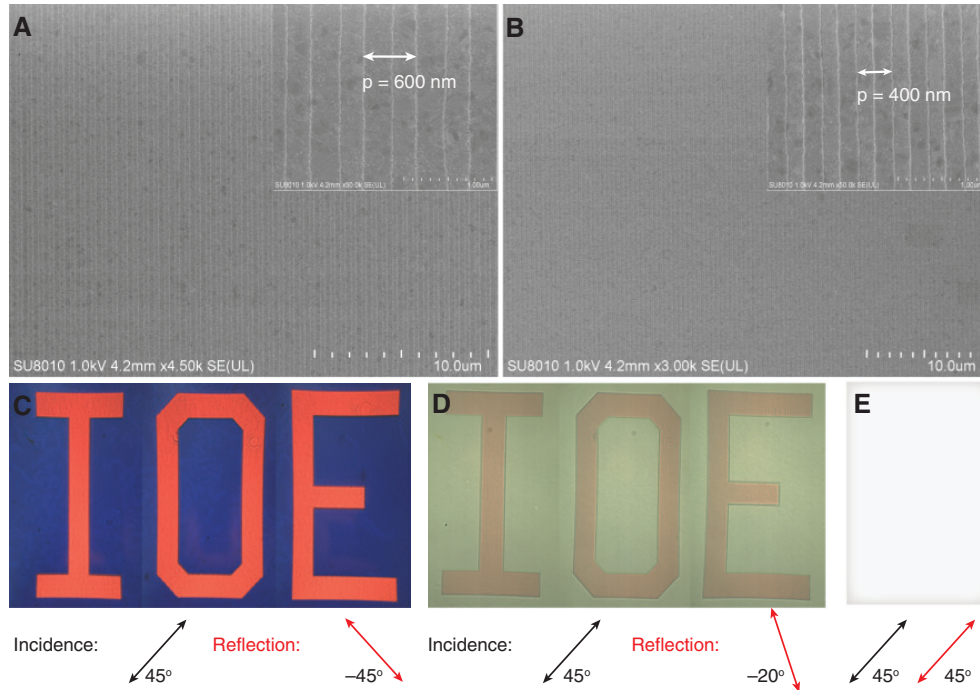 A
p = 600 nm
SU8010 1.0kV 4.2mm x50.0k SE(UL)
1.00um
SU8010 1.0kV 4.2mm x4.50k SE(UL)
10.0um
B
p = 400 nm
SU8010 1.0kV 4.2mm x50.0k SE(UL)
1.00um
SU8010 1.0kV 4.2mm x3.00k SE(UL)
10.0um
C
IOE
D
IOE
E
Incidence:
45°
Reflection:
–45°
Incidence:
45°
Reflection:
–20°
45°
45°